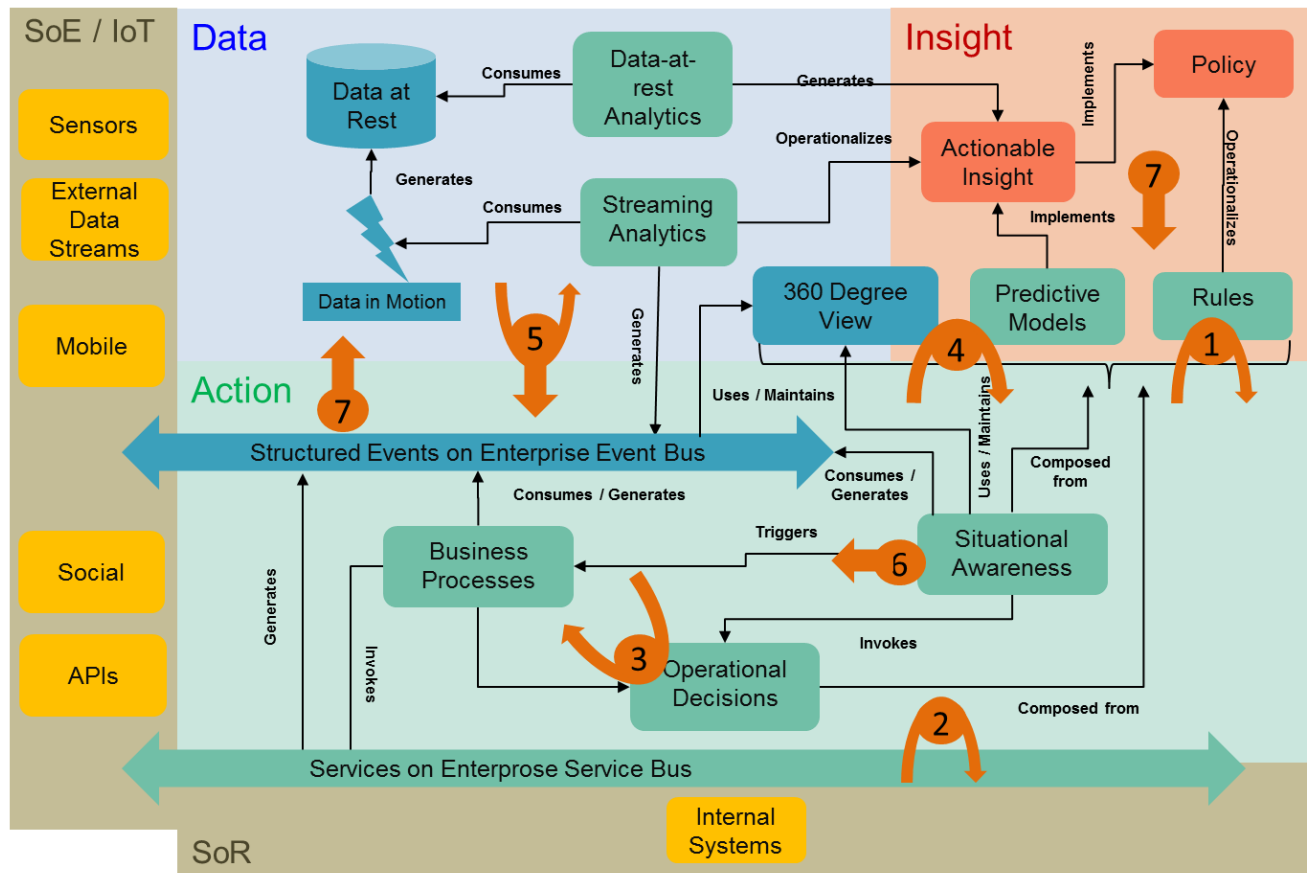 SoE / IoT
Data
Insight
Sensors
External
Data
Streams
Mobile
Social
APIs
Data at
Rest
Consumes
Data-at-
rest
Analytics
Generates
Policy
Implements
Actionable
Insight
Operationalizes
Operationalizes
7
Generates
Consumes
Streaming
Analytics
Implements
Data in Motion
5
Generates
360 Degree
View
Predictive
Models
Rules
4
1
Action
7
Uses / Maintains
Uses / Maintains
Structured Events on Enterprise Event Bus
Consumes / Generates
Consumes /
Generates
Composed
from
Triggers
Business
Processes
6
Situational
Awareness
Generates
Invokes
3
Invokes
Operational
Decisions
Composed from
2
Services on Enterprose Service Bus
Internal
Systems
SoR